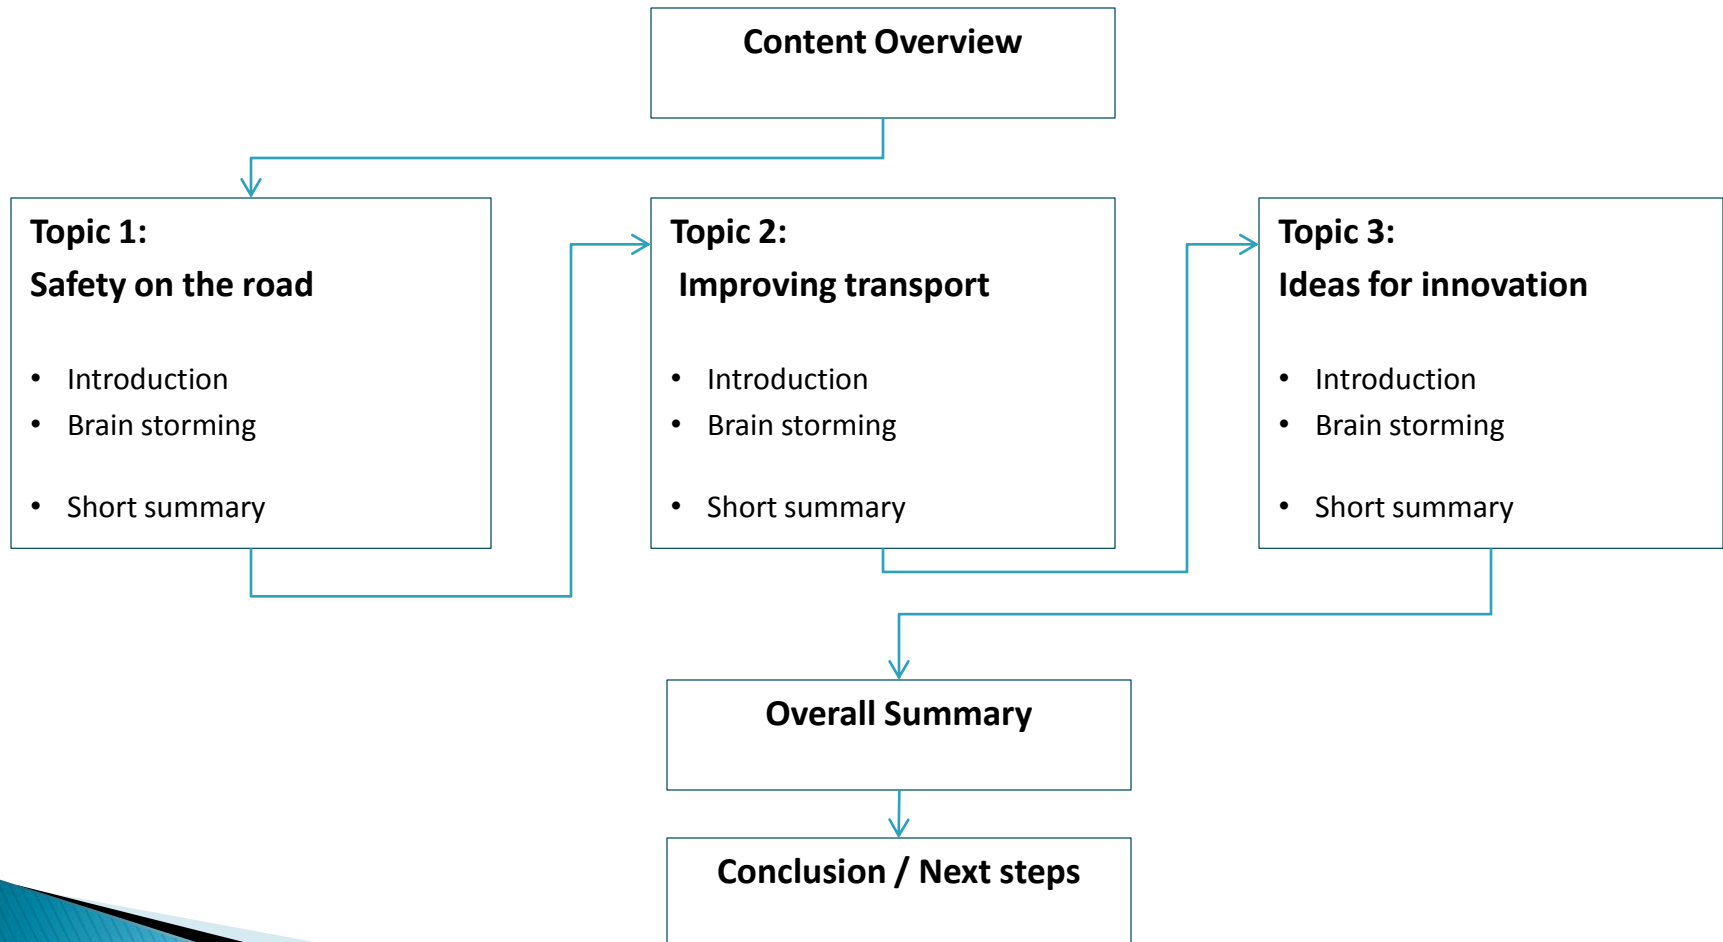 Content Overview
Topic 1:
Safety on the road
• Introduction
• Brain storming
• Short summary
Topic 2:
Improving transport
• Introduction
• Brain storming
• Short summary
Topic 3:
Ideas for innovation
• Introduction
• Brain storming
• Short summary
Overall Summary
Conclusion / Next steps